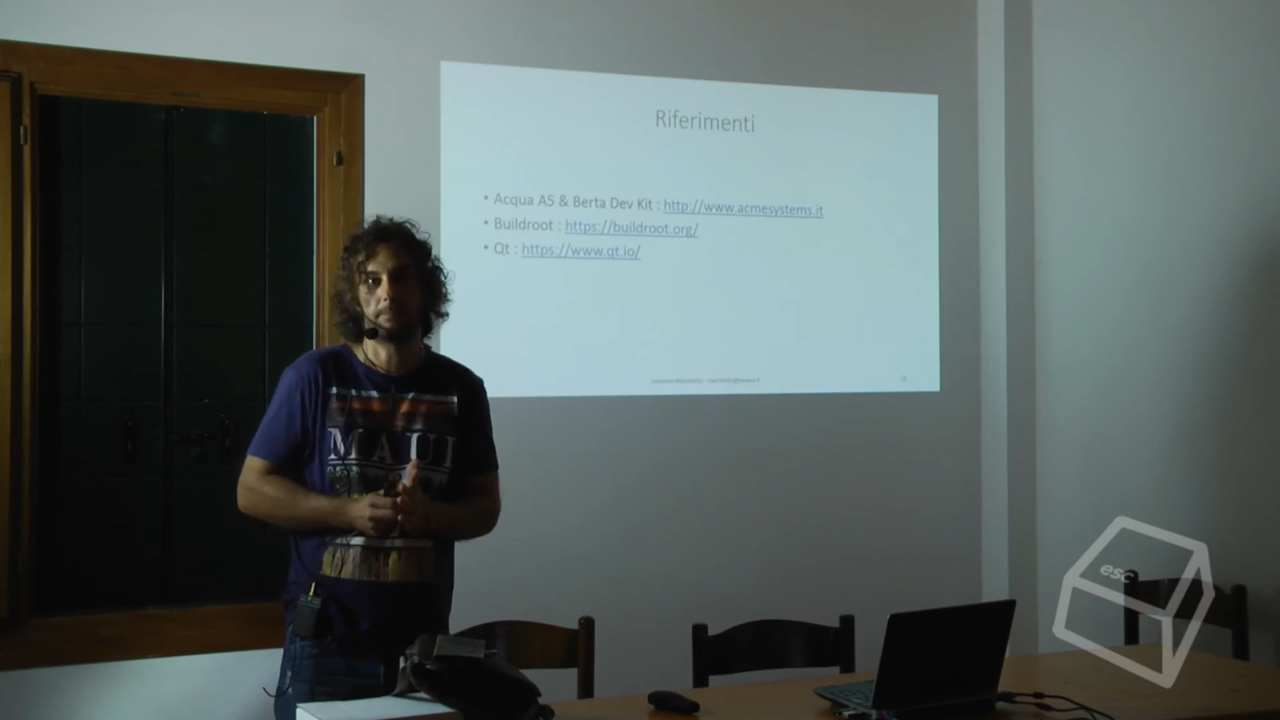 Riferimenti
• Acqua A5 & Berta Dev Kit : http://www.acmesystems.it
• Buildroot : https://buildroot.org/
• Qt : https://www.qt.io/
MAUI
esc